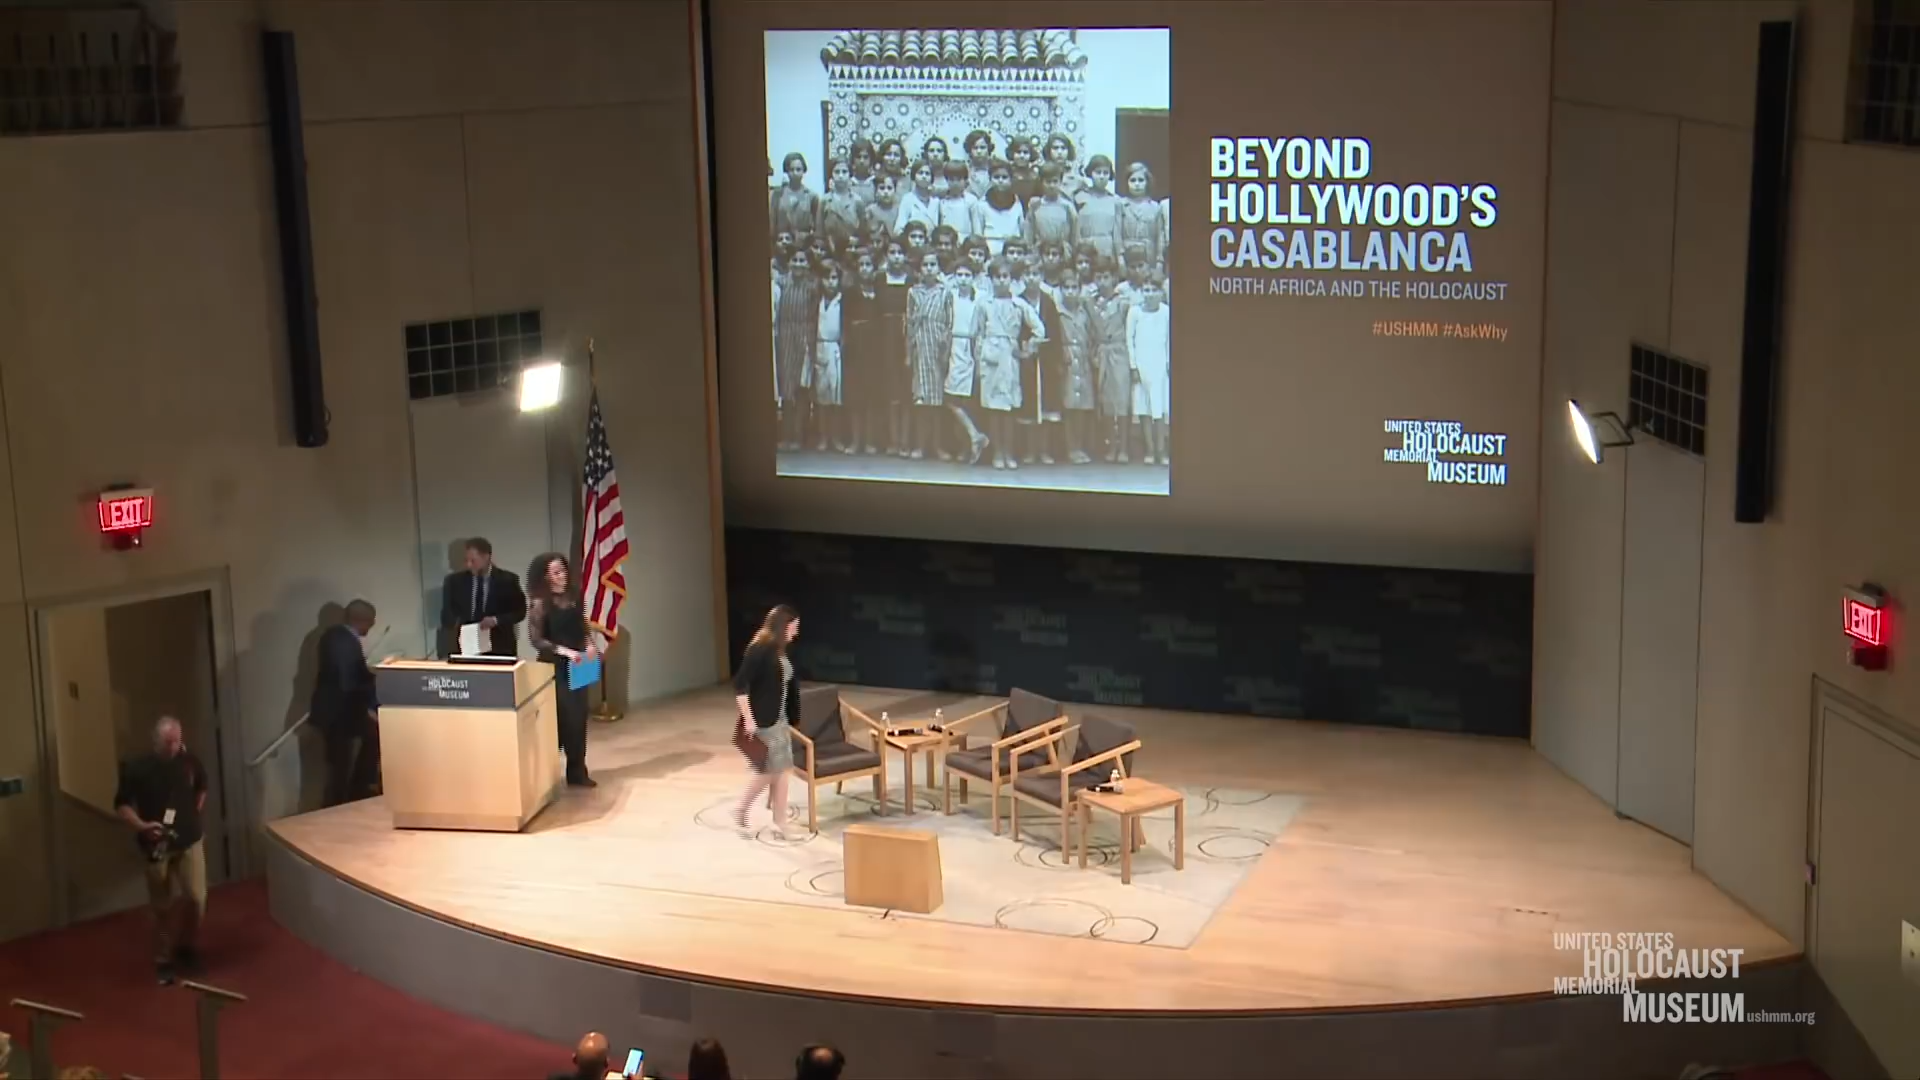 BEYOND
HOLLYWOOD'S
CASABLANCA
NORTH AFRICA AND THE HOLOCAUST
#USHMM #AskWhy
UNITED STATES
HOLOCAUST
MEMORIAL
MUSEUM
EXIT
EXIT
HOLOCAUST
MUSEUM
UNITED STATES
HOLOCAUST
MEMORIAL
MUSEUM
ushmm.org